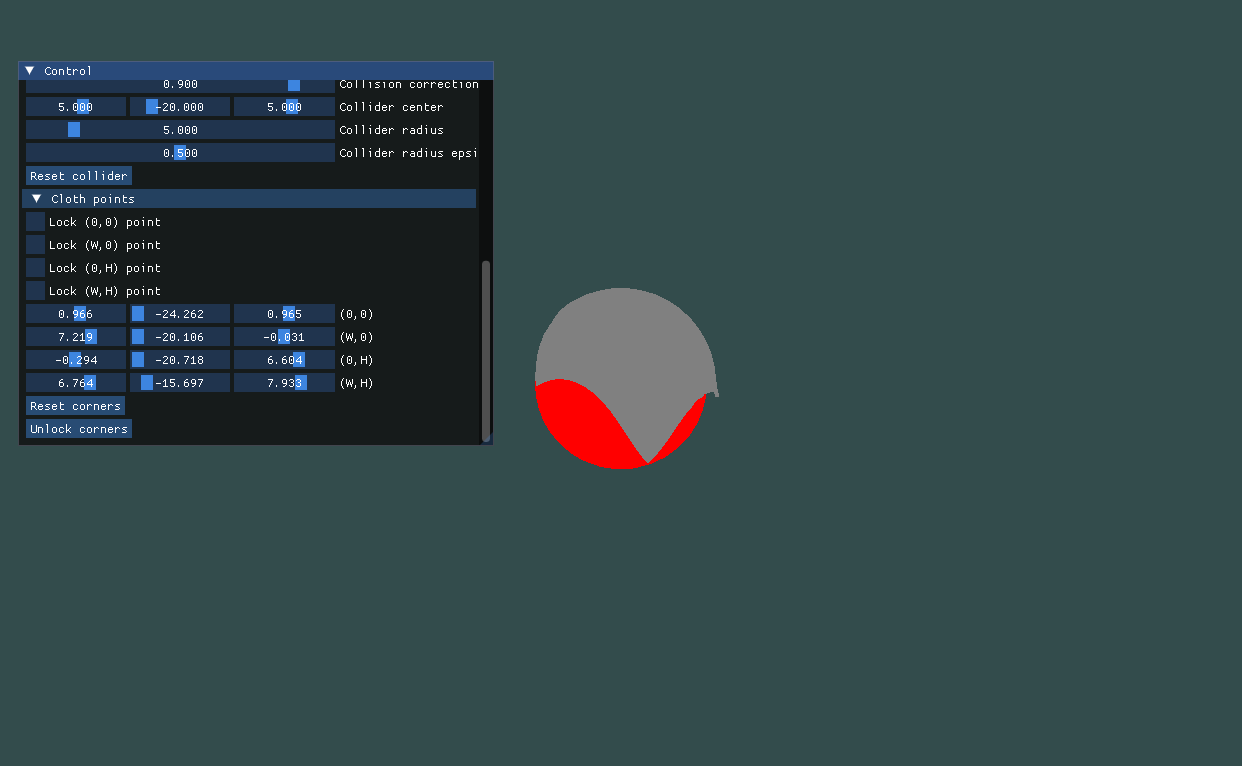 Control
0.900 Collision correction
5.000 -20.000 5.000 Collider center
5.000 Collider radius
0.500 Collider radius epsi
Reset collider
Cloth points
Lock (0,0) point
Lock (W,0) point
Lock (0,H) point
Lock (W,H) point
0.966 -24.262 0.965 (0,0)
7.219 -20.106 -0.031 (W,0)
-0.294 -20.718 6.604 (0,H)
6.764 -15.697 7.933 (W,H)
Reset corners
Unlock corners